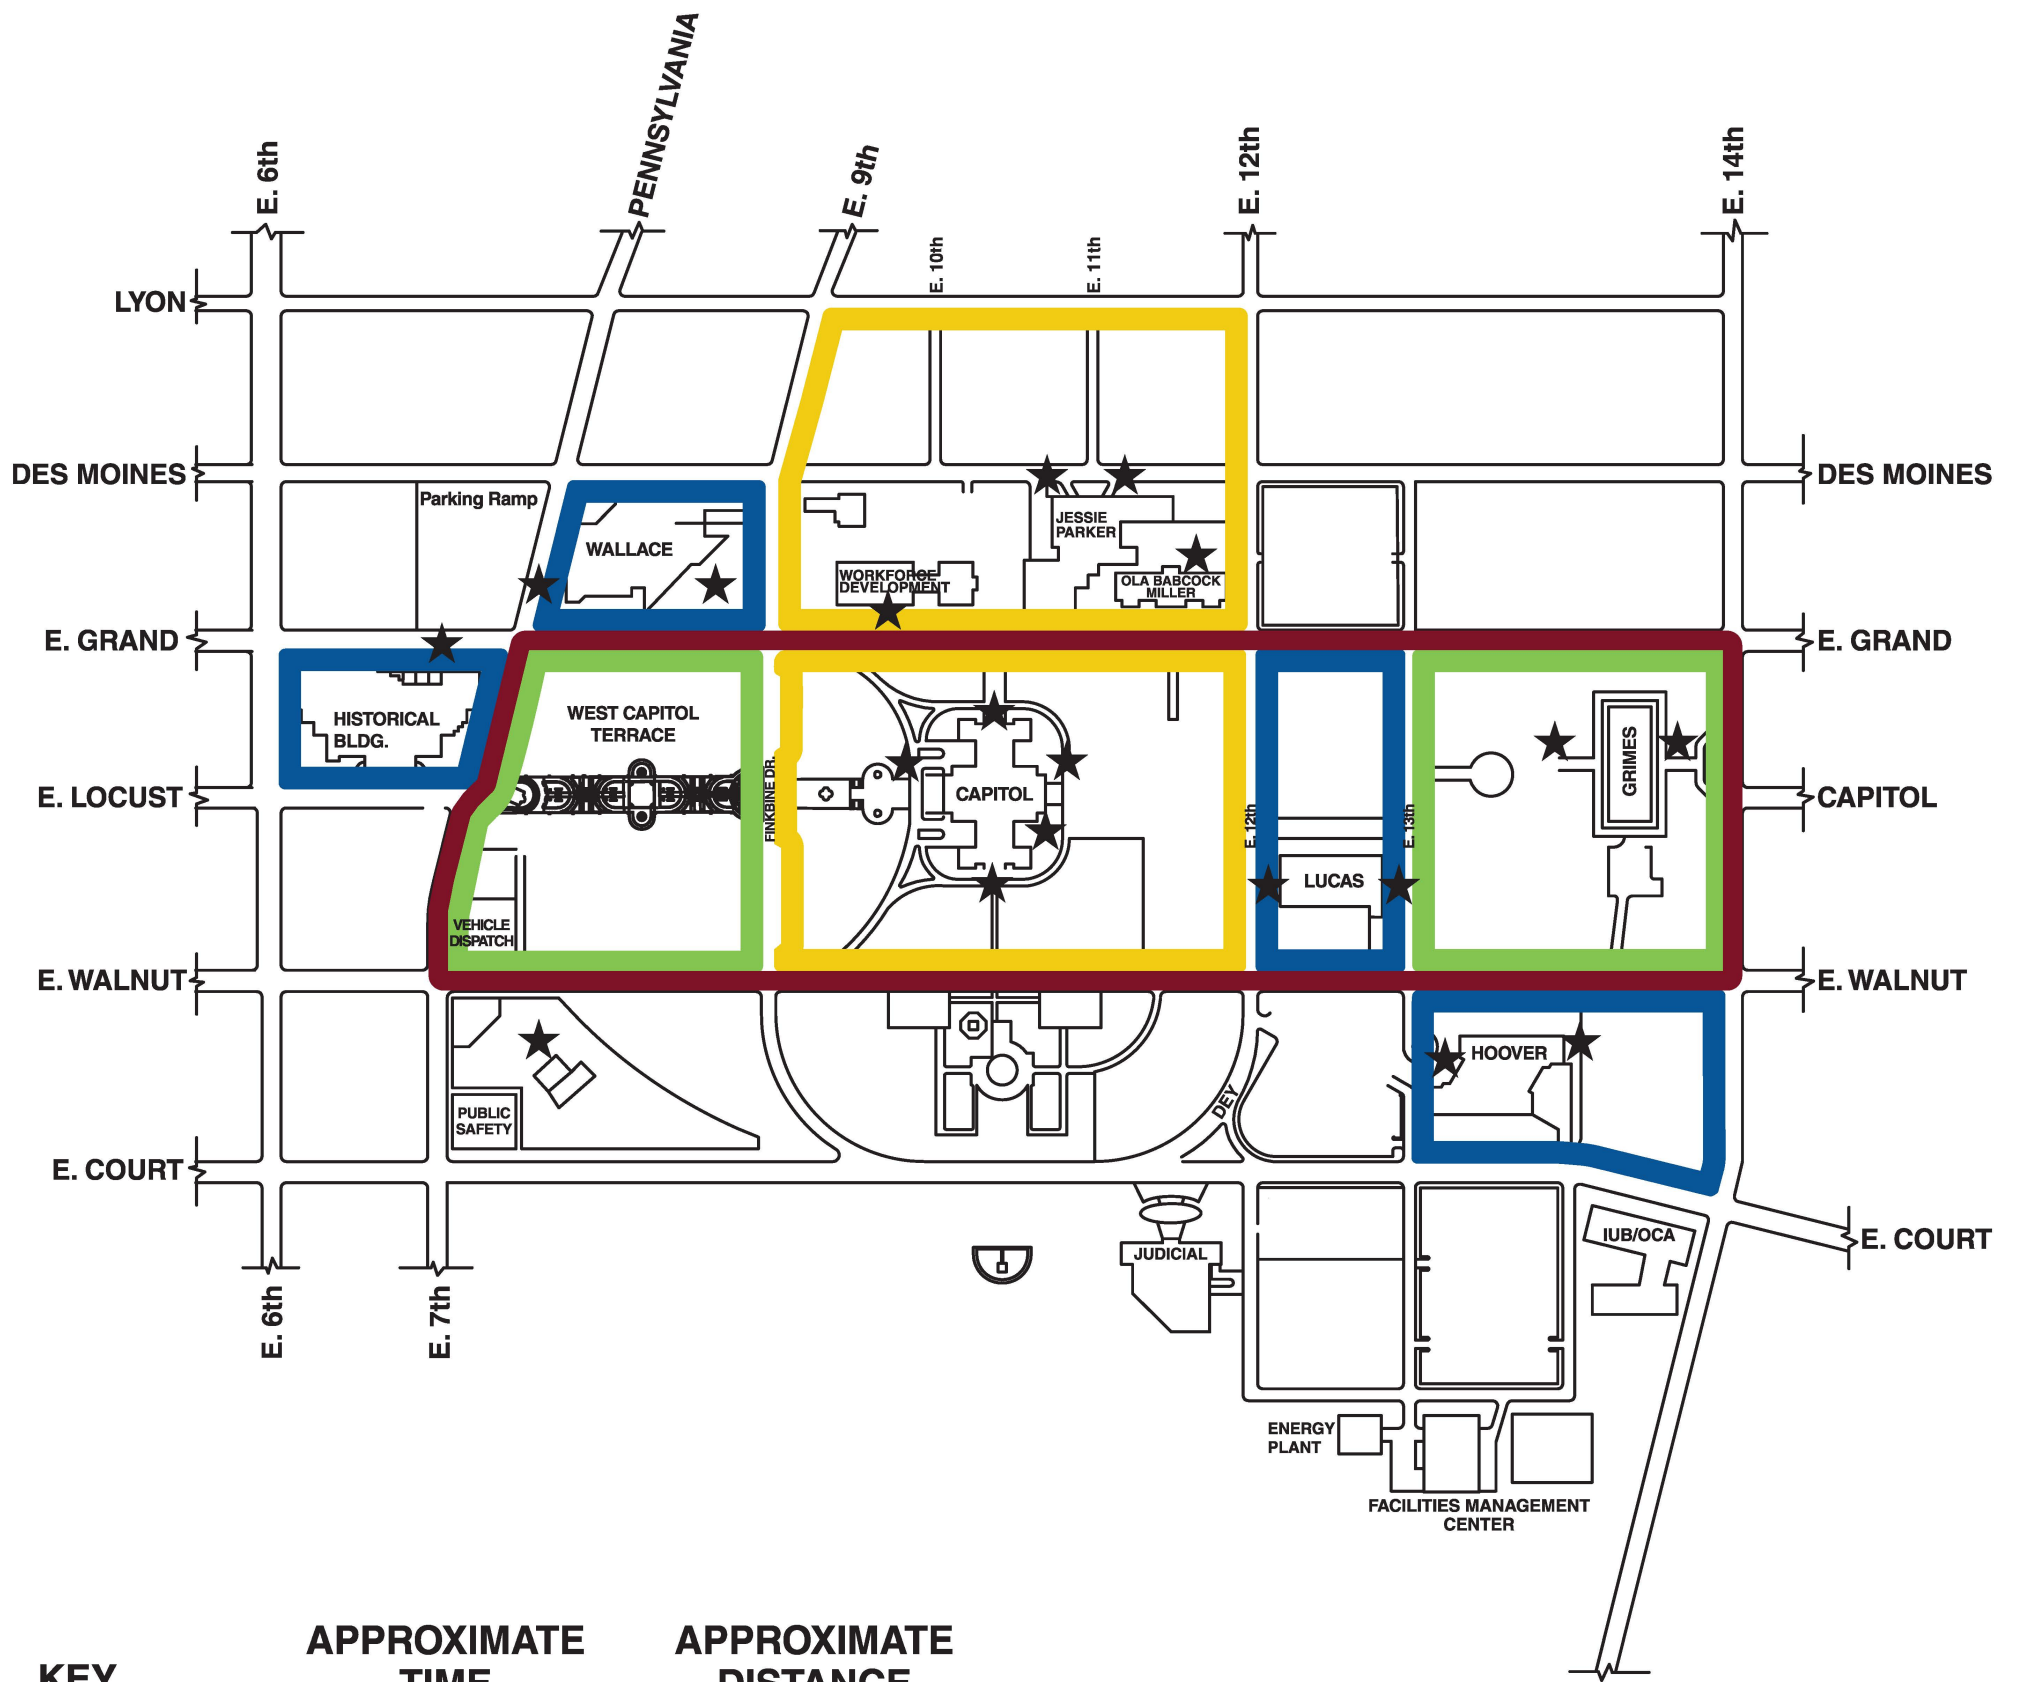 PENNSYLVANIA
E. 6th
E. 9th
E. 12th
E. 14th
E. 10th
E. 11th
LYON
DES MOINES
DES MOINES
Parking Ramp
WALLACE
JESSIE
PARKER
WORKFORCE
DEVELOPMENT
OLA BABCOCK
MILLER
E. GRAND
E. GRAND
HISTORICAL
BLDG.
WEST CAPITOL
TERRACE
FINKBINE DR.
CAPITOL
GRIMES
E. LOCUST
CAPITOL
E. 12th
E. 13th
LUCAS
VEHICLE
DISPATCH
E. WALNUT
E. WALNUT
HOOVER
DEY
PUBLIC
SAFETY
E. COURT
E. COURT
IUB/OCA
JUDICIAL
E. 6th
E. 7th
ENERGY
PLANT
FACILITIES MANAGEMENT
CENTER
APPROXIMATE
TIME
APPROXIMATE
DISTANCE
KEY